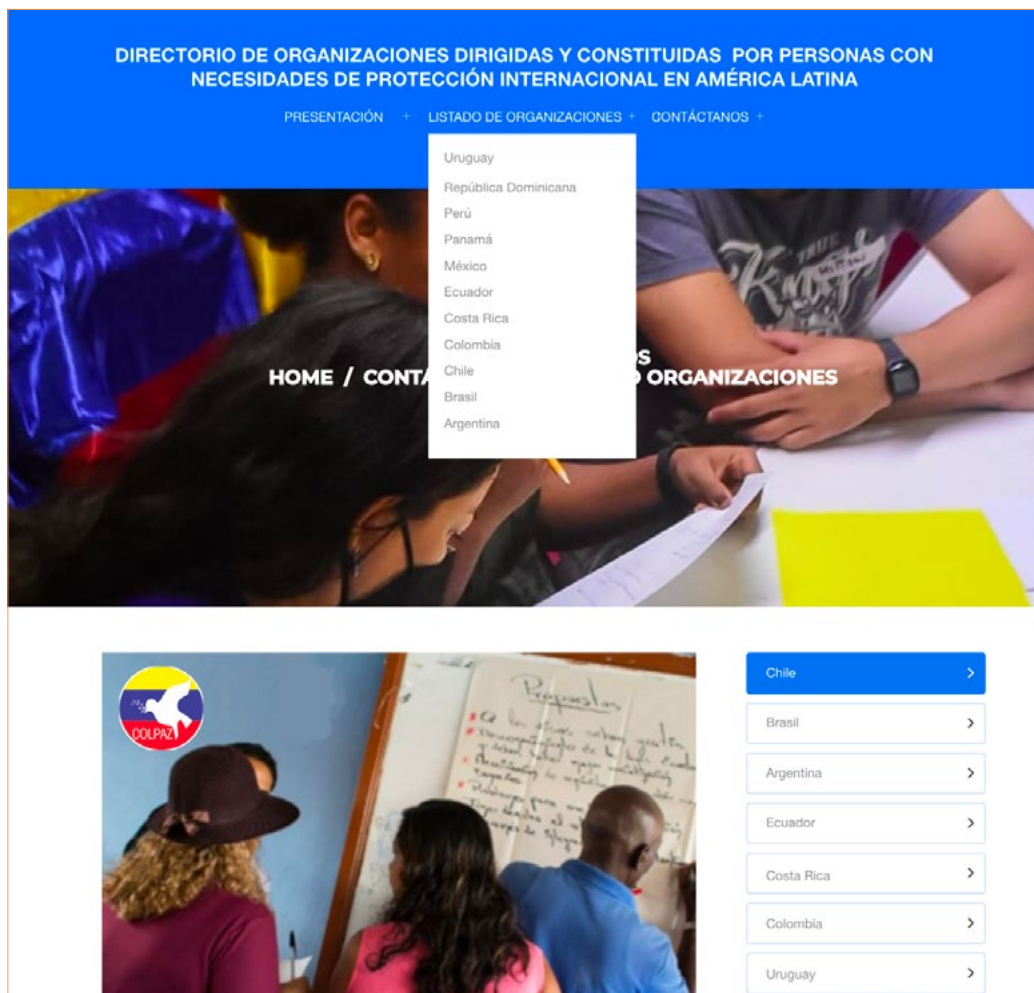 DIRECTORIO DE ORGANIZACIONES DIRIGIDAS Y CONSTITUIDAS POR PERSONAS CON
NECESIDADES DE PROTECCIÓN INTERNACIONAL EN AMÉRICA LATINA
PRESENTACIÓN + LISTADO DE ORGANIZACIONES + CONTÁCTANOS +
Uruguay
República Dominicana
Perú
Panamá
México
Ecuador
Costa Rica
Colombia
Chile
Brasil
Argentina
HOME / ORGANIZACIONES
TRUE
COLPAZ
Propuestas
Chile
Brasil
Argentina
Ecuador
Costa Rica
Colombia
Uruguay